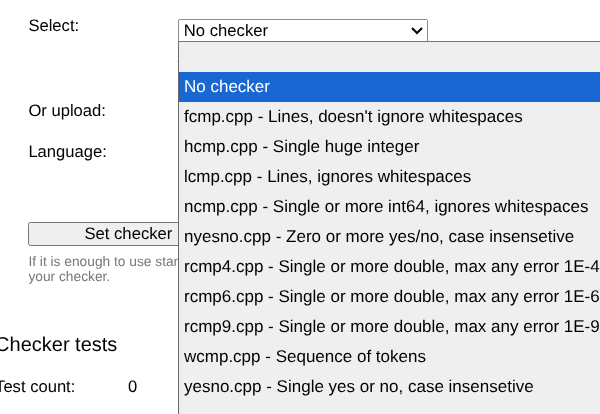 Select:
No checker
No checker
Or upload:
fcmp.cpp - Lines, doesn't ignore whitespaces
hcmp.cpp - Single huge integer
Language:
lcmp.cpp - Lines, ignores whitespaces
ncmp.cpp - Single or more int64, ignores whitespaces
Set checker
nyesno.cpp - Zero or more yes/no, case insensetive
If it is enough to use star
your checker.
rcmp4.cpp - Single or more double, max any error 1E-4
rcmp6.cpp - Single or more double, max any error 1E-6
rcmp9.cpp - Single or more double, max any error 1E-9
Checker tests
wcmp.cpp - Sequence of tokens
Test count: 0
yesno.cpp - Single yes or no, case insensetive